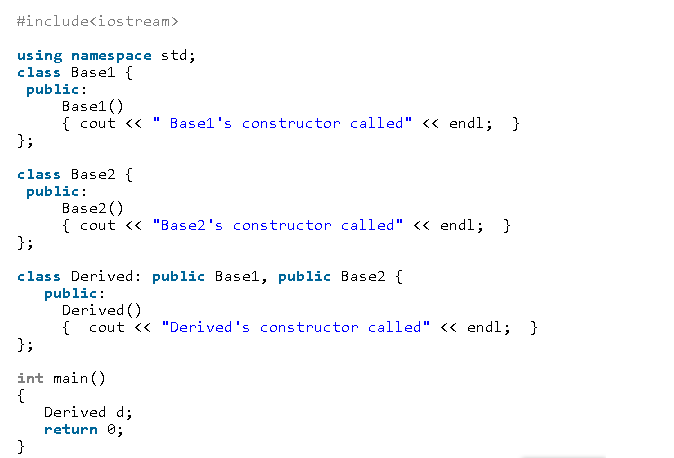 #include<iostream>
using namespace std;
class Base1 {
public:
Base1()
{ cout << " Base1's constructor called" << endl;  }
};
class Base2 {
public:
Base2()
{ cout << "Base2's constructor called" << endl;  }
};
class Derived: public Base1, public Base2 {
public:
Derived()
{  cout << "Derived's constructor called" << endl;  }
};
int main()
{
Derived d;
return 0;
}